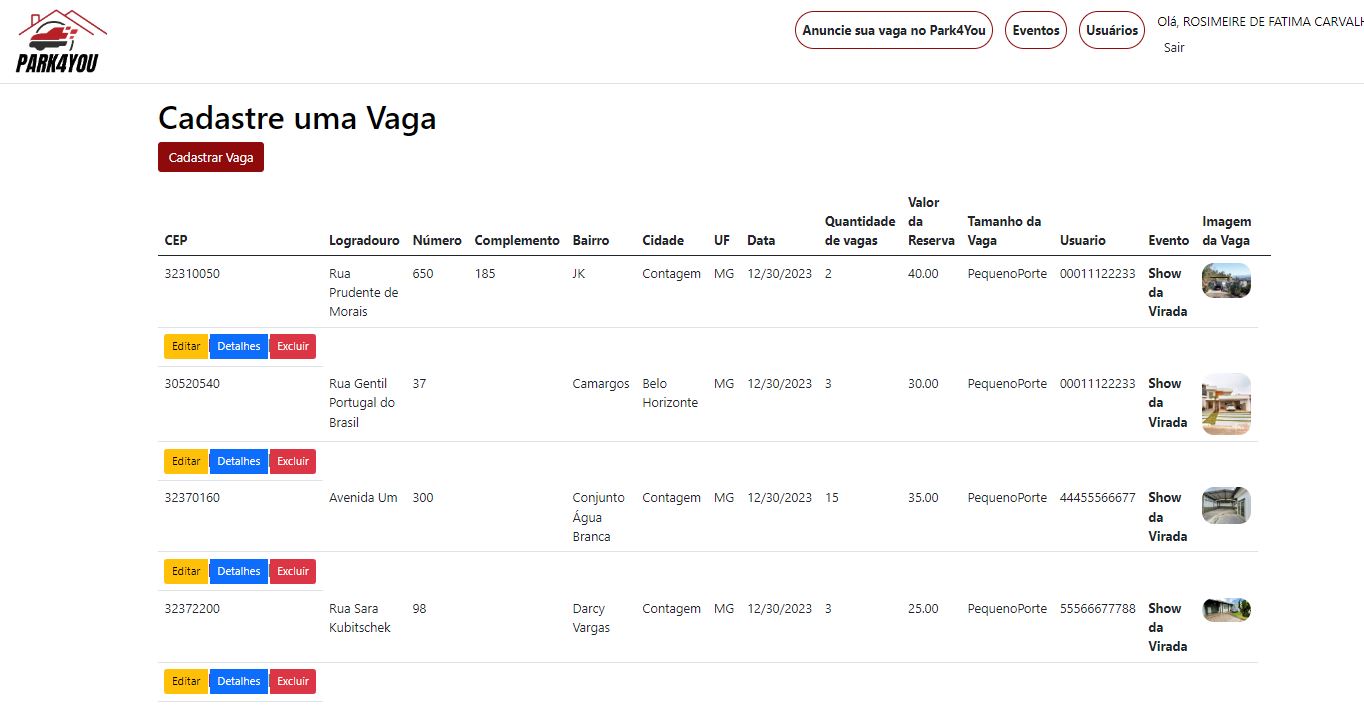 PARK4YOU
Anuncie sua vaga no Park4You
Eventos
Usuários
Olá, ROSIMEIRE DE FATIMA CARVALH
Sair
Cadastre uma Vaga
Cadastrar Vaga
CEP Logradouro Número Complemento Bairro Cidade UF Data Quantidade de vagas Valor da Reserva Tamanho da Vaga Usuario Evento Imagem da Vaga
32310050 Rua Prudente de Morais 650 185 JK Contagem MG 12/30/2023 2 40.00 PequenoPorte 00011122233 Show da Virada
Editar Detalhes Excluir
30520540 Rua Gentil Portugal do Brasil 37 Camargos Belo Horizonte MG 12/30/2023 3 30.00 PequenoPorte 00011122233 Show da Virada
Editar Detalhes Excluir
32370160 Avenida Um 300 Conjunto Água Branca Contagem MG 12/30/2023 15 35.00 PequenoPorte 44455566677 Show da Virada
Editar Detalhes Excluir
32372200 Rua Sara Kubitschek 98 Darcy Vargas Contagem MG 12/30/2023 3 25.00 PequenoPorte 55566677788 Show da Virada
Editar Detalhes Excluir